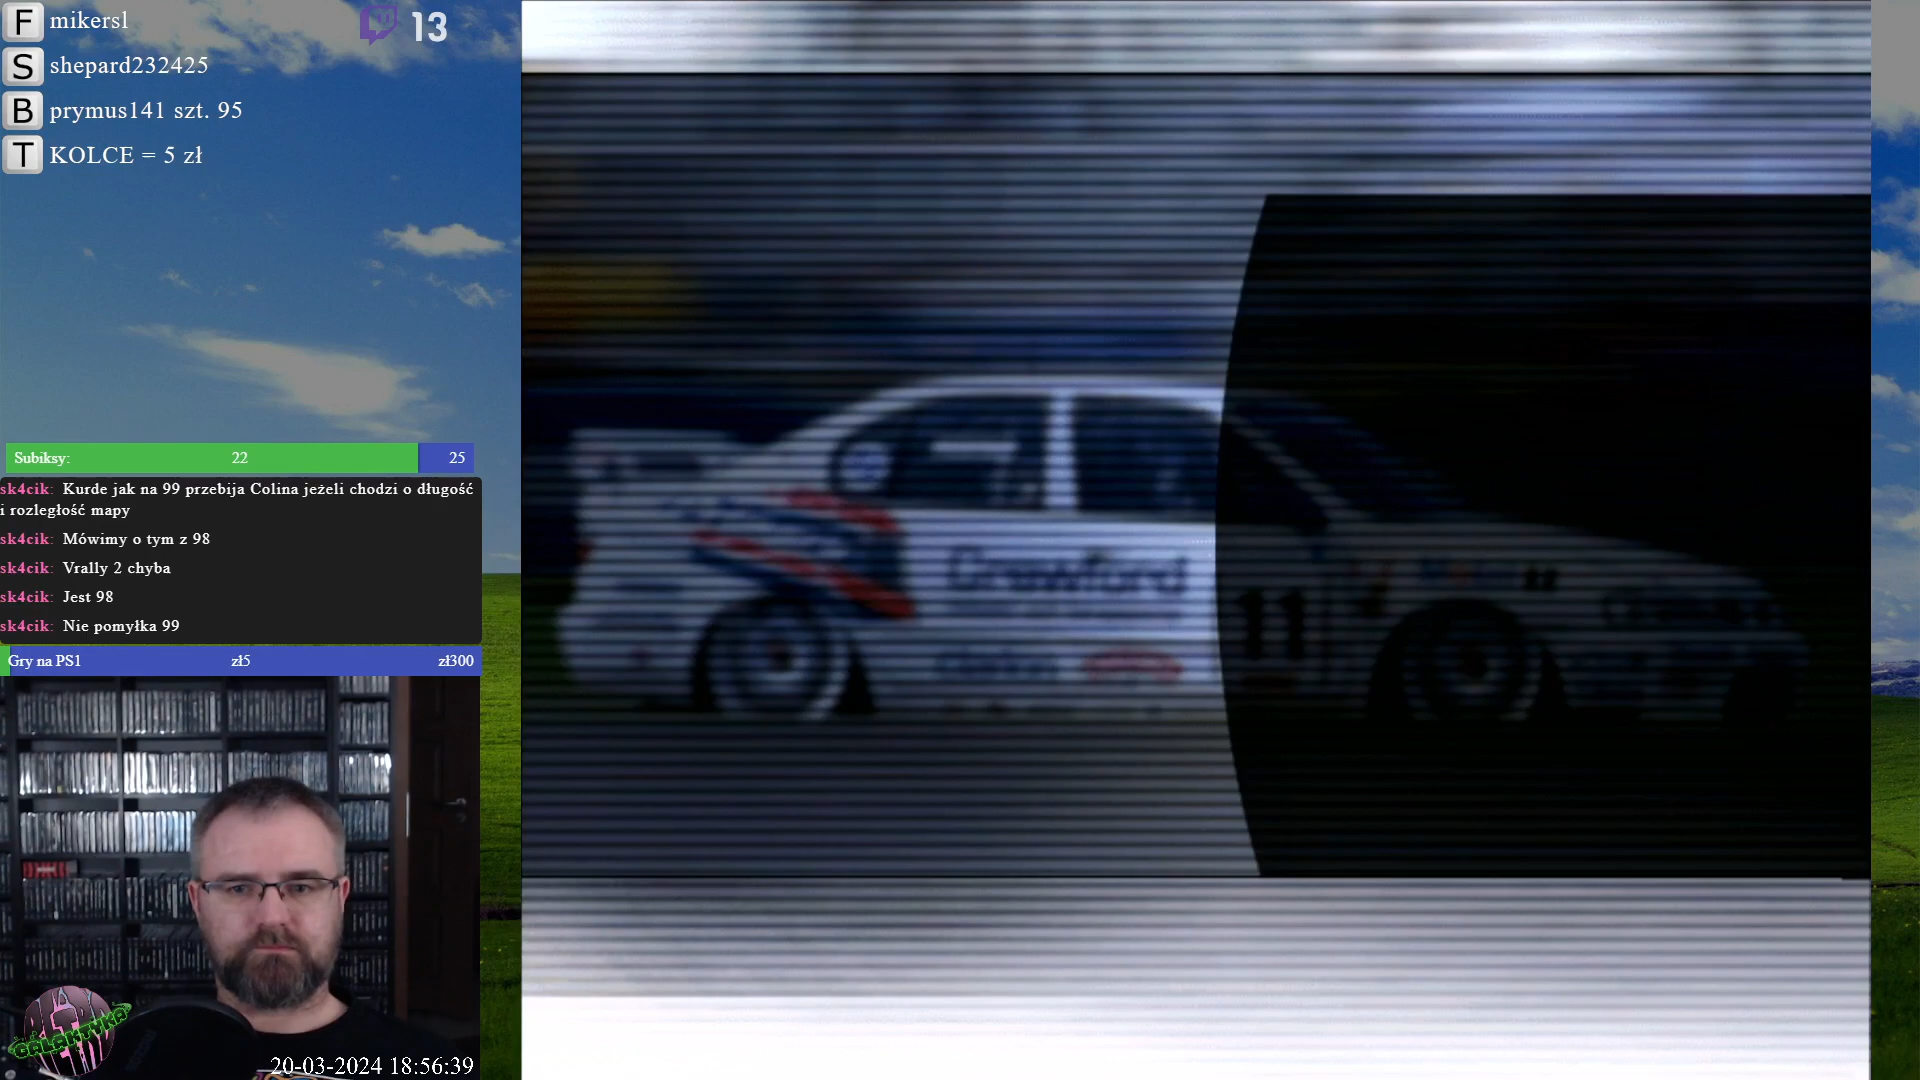 F mikersl
13
S shepard232425
B prymus141 szt. 95
T KOLCE = 5 zł
Subiksy: 22 25
sk4cik: Kurde jak na 99 przebija Colina jeżeli chodzi o długość
i rozległość mapy
sk4cik: Mówimy o tym z 98
sk4cik: Vrally 2 chyba
sk4cik: Jest 98
sk4cik: Nie pomyłka 99
Gry na PS1 zł5 zł300
Crawford
11
GALAKTYKA
20-03-2024 18:56:39